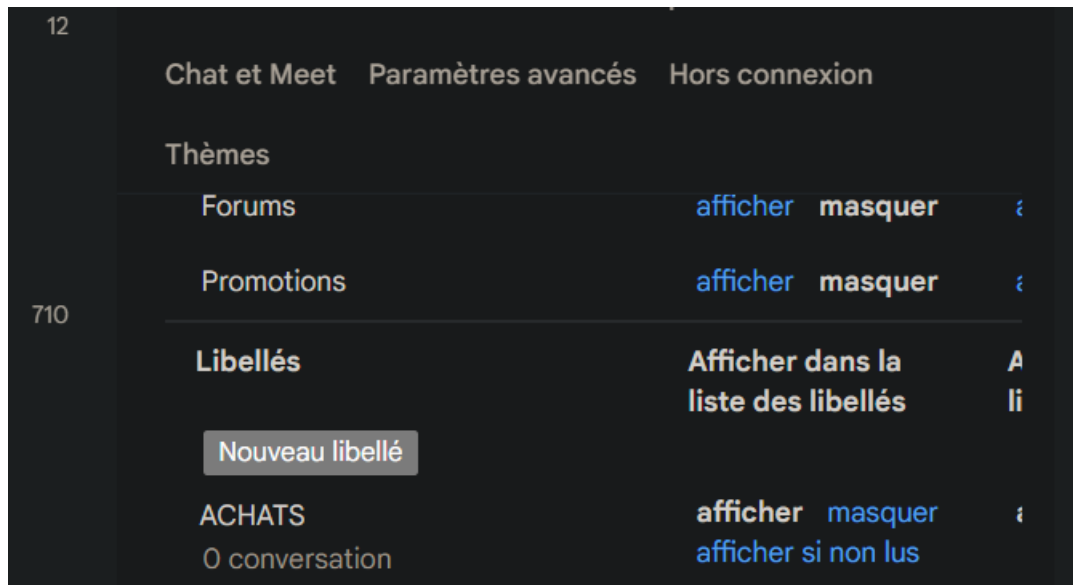 12
Chat et Meet Paramètres avancés Hors connexion
Thèmes
Forums afficher masquer
Promotions afficher masquer
710
Libellés Afficher dans la
liste des libellés
Nouveau libellé
ACHATS afficher masquer
0 conversation afficher si non lus